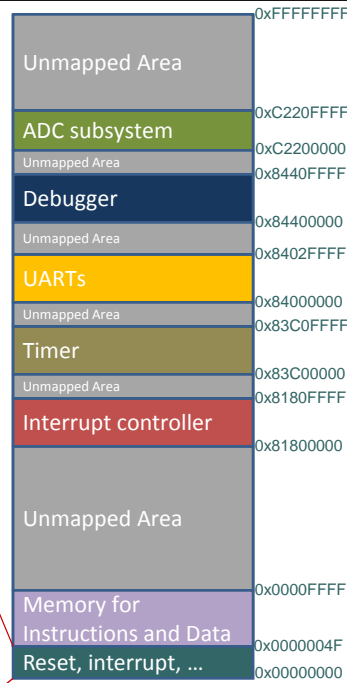 0xFFFFFFFF
Unmapped Area
0xC220FFFF
ADC subsystem
0xC2200000
Unmapped Area
0x8440FFFF
Debugger
0x84400000
Unmapped Area
0x8402FFFF
UARTs
0x84000000
Unmapped Area
0x83C0FFFF
Timer
0x83C00000
Unmapped Area
0x8180FFFF
Interrupt controller
0x81800000
Unmapped Area
0x0000FFFF
Memory for
Instructions and Data
0x0000004F
Reset, interrupt, ...
0x00000000